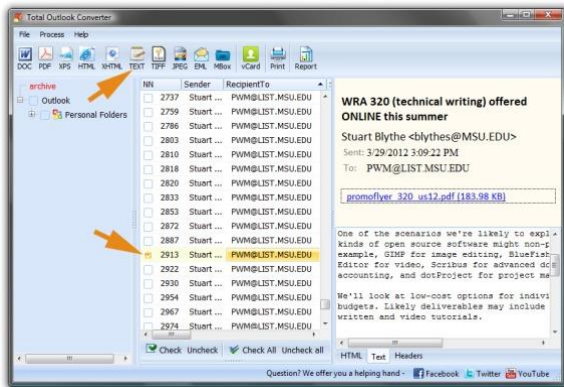 Total Outlook Converter
File Process Help
DOC PDF XPS HTML XHTML TEXT TIFF JPEG EML MBox vCard Print Report
archive
Outlook
Personal Folders
NN Sender RecipientTo
2737 Stuart ... PWM@LIST.MSU.EDU
2759 Stuart ... PWM@LIST.MSU.EDU
2786 Stuart ... PWM@LIST.MSU.EDU
2803 Stuart ... PWM@LIST.MSU.EDU
2810 Stuart ... PWM@LIST.MSU.EDU
2818 Stuart ... PWM@LIST.MSU.EDU
2820 Stuart ... PWM@LIST.MSU.EDU
2833 Stuart ... PWM@LIST.MSU.EDU
2853 Stuart ... PWM@LIST.MSU.EDU
2872 Stuart ... PWM@LIST.MSU.EDU
2887 Stuart ... PWM@LIST.MSU.EDU
2913 Stuart ... PWM@LIST.MSU.EDU
2922 Stuart ... PWM@LIST.MSU.EDU
2930 Stuart ... PWM@LIST.MSU.EDU
2954 Stuart ... PWM@LIST.MSU.EDU
2967 Stuart ... PWM@LIST.MSU.EDU
2974 Stuart ... PWM@LIST.MSU.EDU
Check Uncheck Check All Uncheck all
WRA 320 (technical writing) offered
ONLINE this summer
Stuart Blythe <blythes@MSU.EDU>
Sent: 3/29/2012 3:09:22 PM
To: PWM@LIST.MSU.EDU
promoflyer_320_us12.pdf (183.98 KB)
One of the scenarios we're likely to expl
kinds of open source software might non-p
example, GIMP for image editing, BlueFish
Editor for video, Scribus for advanced do
accounting, and dotProject for project ma
We'll look at low-cost options for indivi
budgets. Likely deliverables may include
written and video tutorials.
HTML Text Headers
Question? We offer you a helping hand - Facebook Twitter YouTube